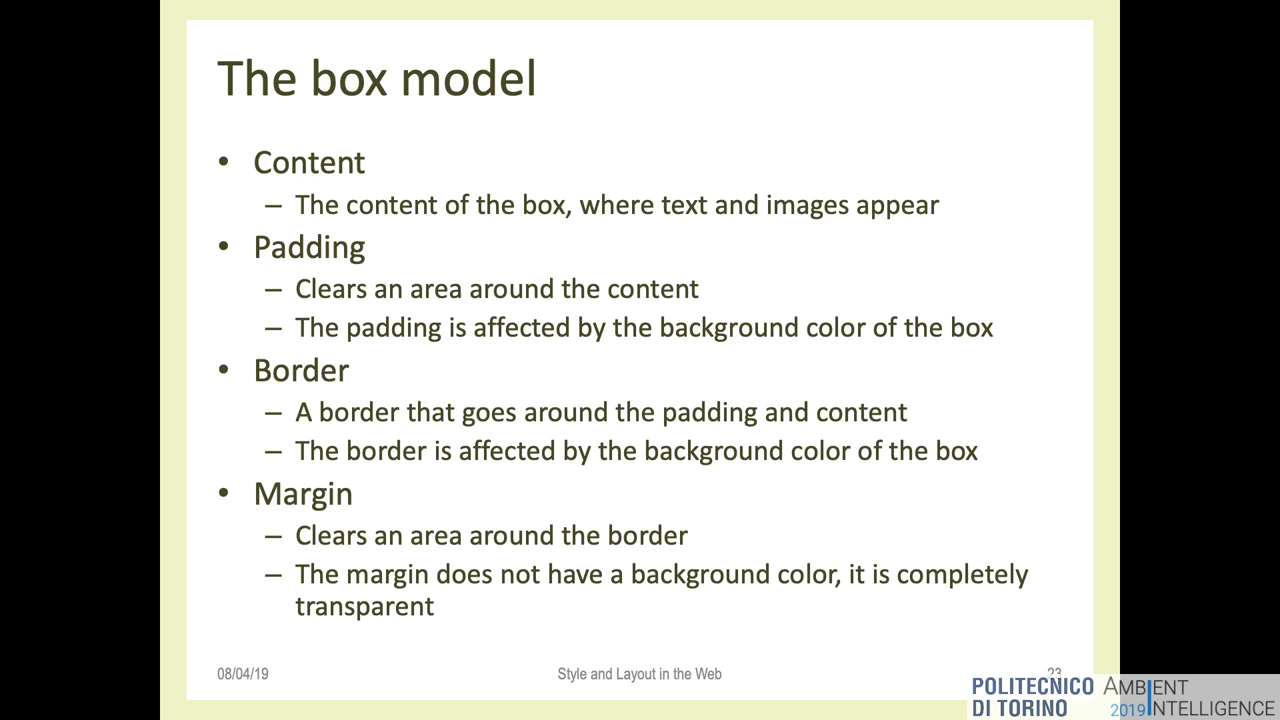 The box model
• Content
– The content of the box, where text and images appear
• Padding
– Clears an area around the content
– The padding is affected by the background color of the box
• Border
– A border that goes around the padding and content
– The border is affected by the background color of the box
• Margin
– Clears an area around the border
– The margin does not have a background color, it is completely
transparent
08/04/19
Style and Layout in the Web
23
POLITECNICO
DI TORINO
AMBIENT
2019 INTELLIGENCE